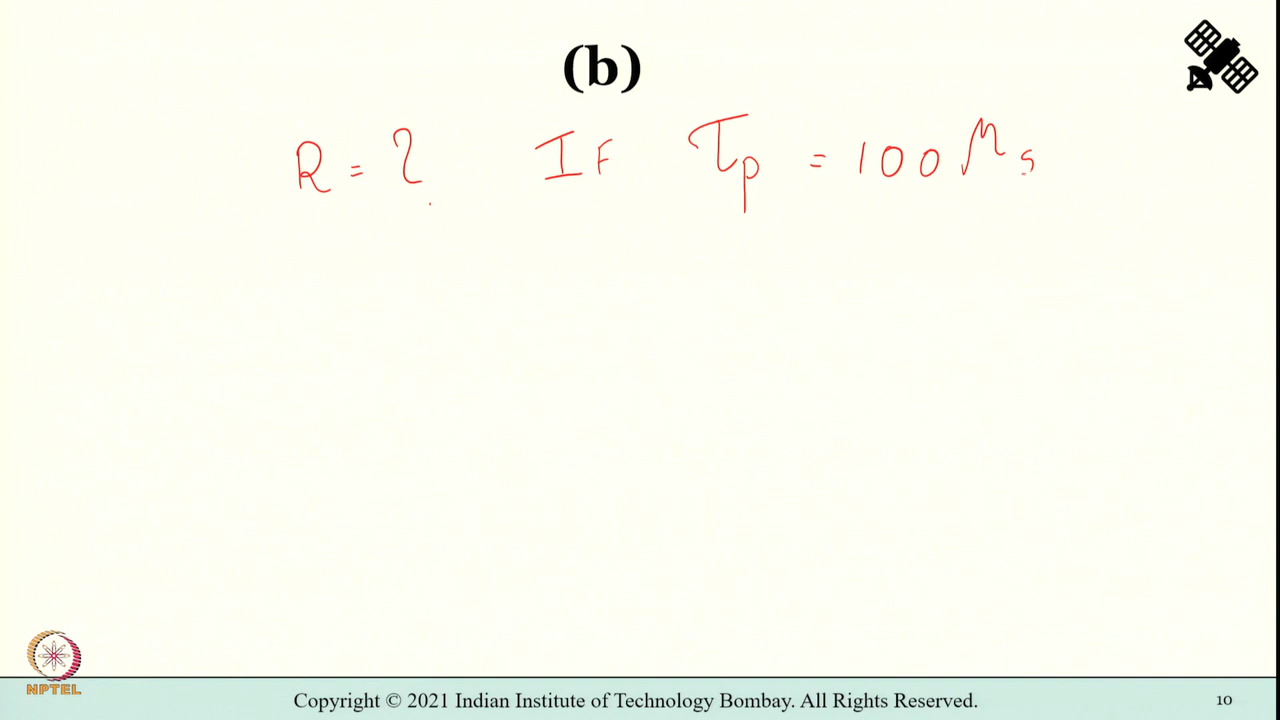 (b)
R = ? IF τp = 100 μs
NPTEL
Copyright © 2021 Indian Institute of Technology Bombay. All Rights Reserved.
10